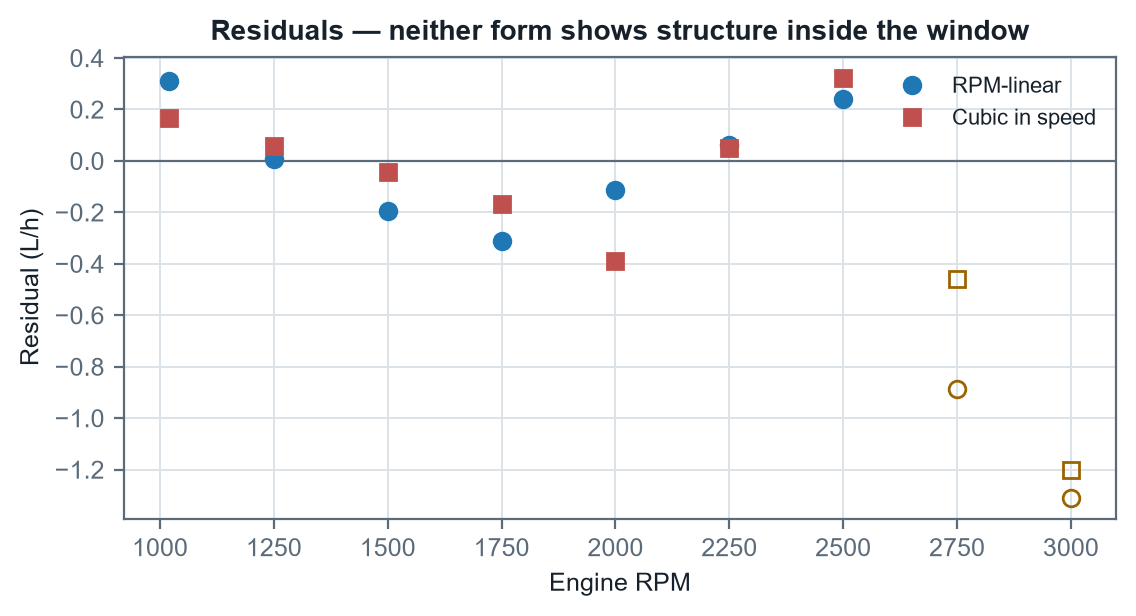 Residuals — neither form shows structure inside the window
RPM-linear
Cubic in speed
Residual (L/h)
0.4
0.2
0.0
−0.2
−0.4
−0.6
−0.8
−1.0
−1.2
1000 1250 1500 1750 2000 2250 2500 2750 3000
Engine RPM